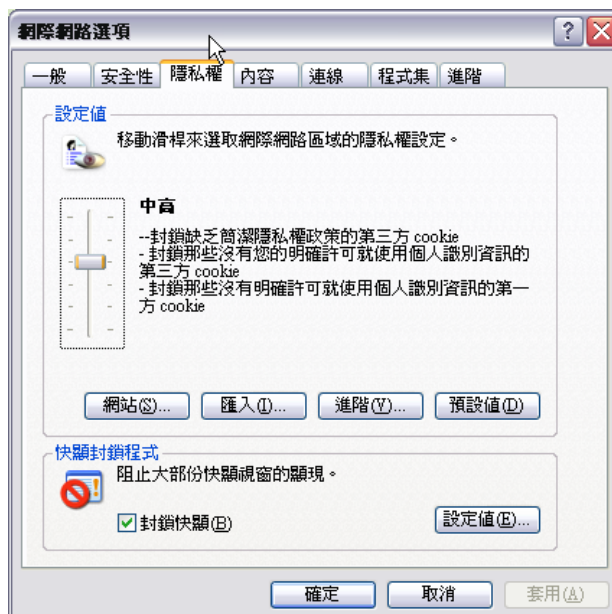 網際網路選項
一般 安全性 隱私權 內容 連線 程式集 進階
設定值
移動滑桿來選取網際網路區域的隱私權設定。
中高
--封鎖缺乏簡潔隱私權政策的第三方 cookie
- 封鎖那些沒有您的明確許可就使用個人識別資訊的
第三方 cookie
- 封鎖那些沒有明確許可就使用個人識別資訊的第一
方 cookie
網站(S)... 匯入(I)... 進階(V)... 預設值(D)
快顯封鎖程式
阻止大部份快顯視窗的顯現。
封鎖快顯(B) 設定值(E)...
確定 取消 套用(A)